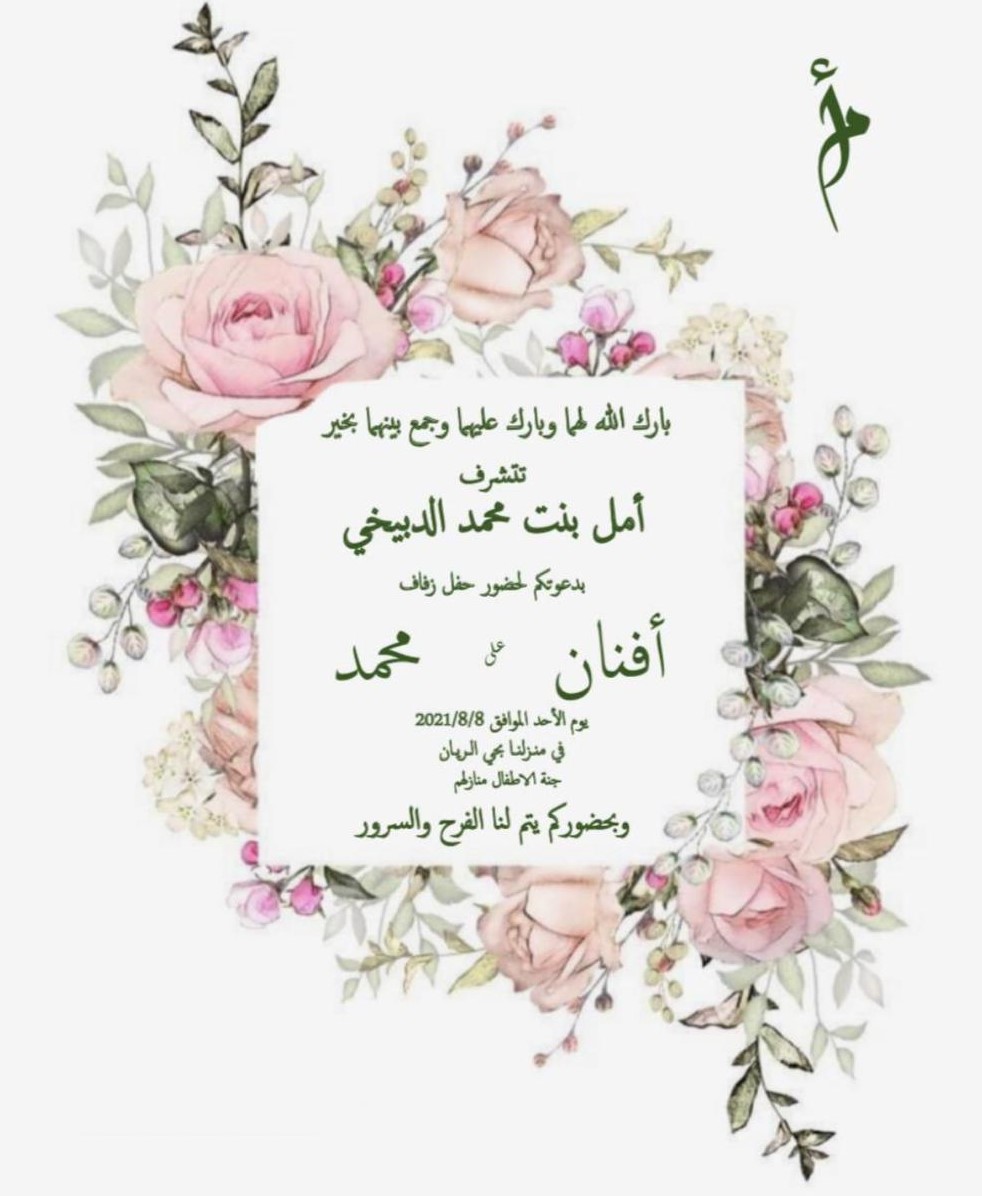 أم
بارك الله لهما وبارك عليهما وجمع بينهما بخير
تتشرف
أمل بنت محمد الدبيخي
بدعوتكم لحضور حفل زفاف
أفنان على محمد
يوم الأحد الموافق 2021/8/8
في منزلنا بحي الريان
جنة الاطفال منازلهم
وبحضوركم يتم لنا الفرح والسرور